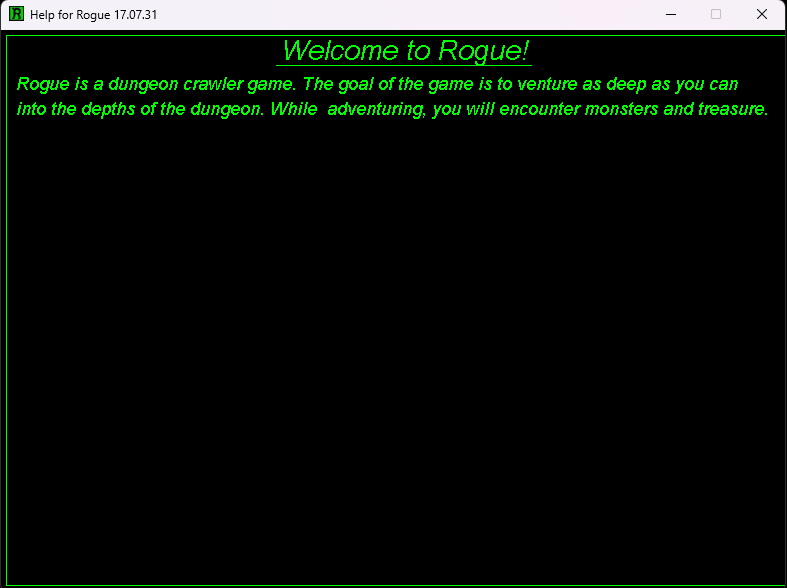 Help for Rogue 17.07.31
Welcome to Rogue!
Rogue is a dungeon crawler game. The goal of the game is to venture as deep as you can
into the depths of the dungeon. While  adventuring, you will encounter monsters and treasure.